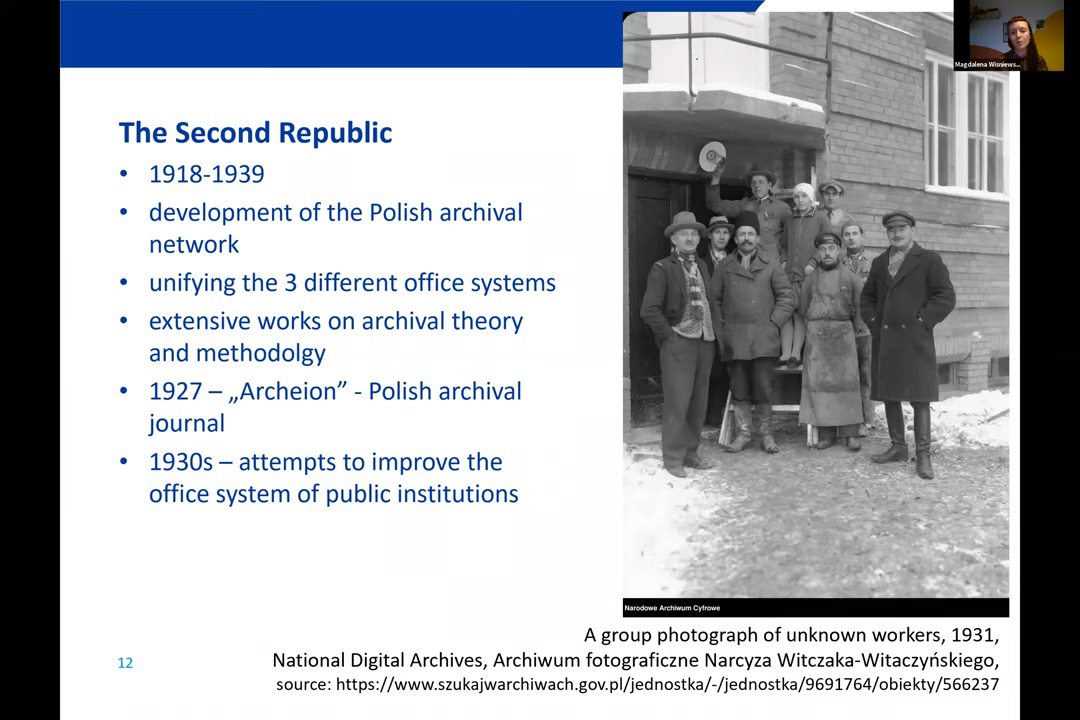 Magdalena Wisniews...
The Second Republic
• 1918-1939
• development of the Polish archival
network
• unifying the 3 different office systems
• extensive works on archival theory
and methodolgy
• 1927 – „Archeion” - Polish archival
journal
• 1930s – attempts to improve the
office system of public institutions
Narodowe Archiwum Cyfrowe
A group photograph of unknown workers, 1931,
National Digital Archives, Archiwum fotograficzne Narcyza Witczaka-Witaczyńskiego,
source: https://www.szukajwarchiwach.gov.pl/jednostka/-/jednostka/9691764/obiekty/566237
12